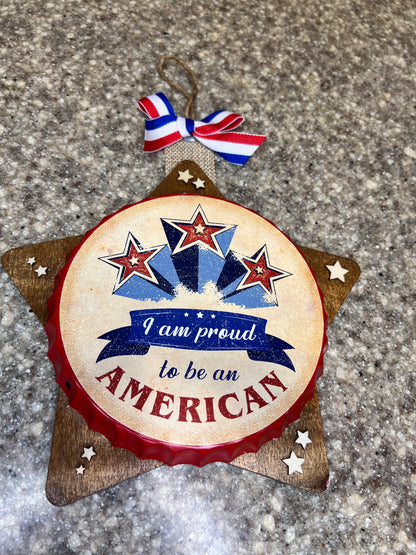 I am proud
to be an
AMERICAN